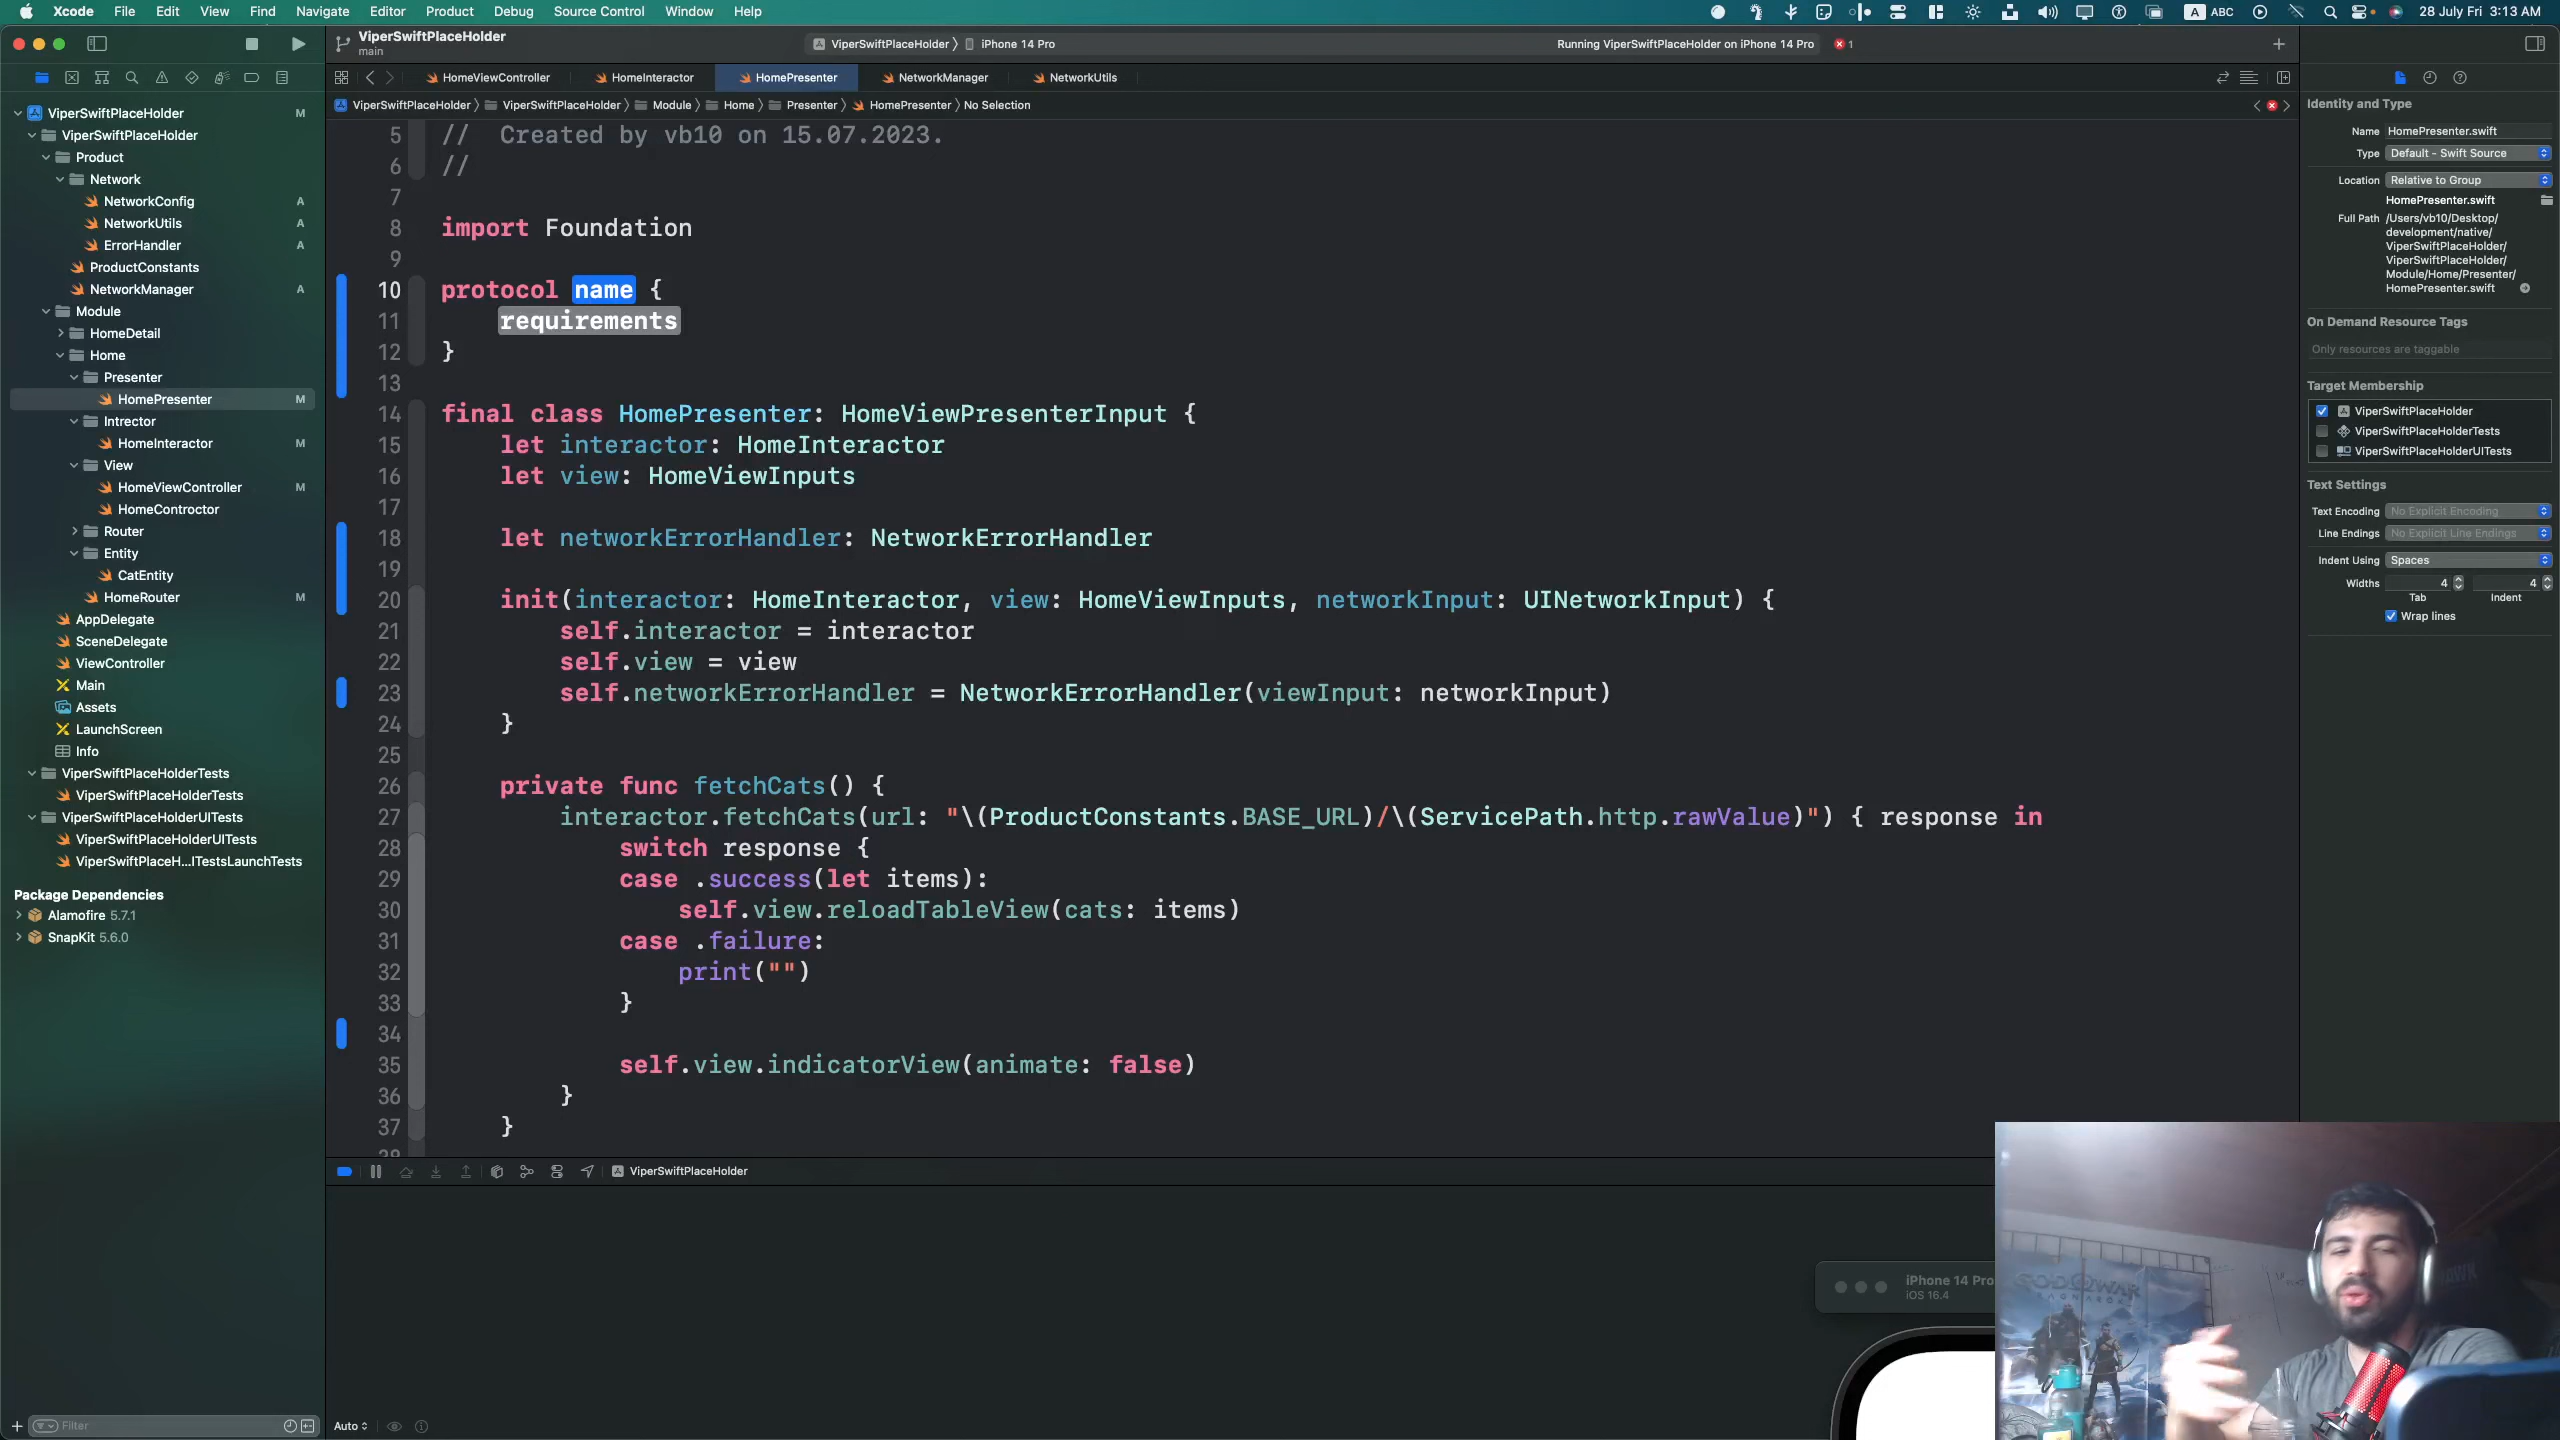 Xcode File Edit View Find Navigate Editor Product Debug Source Control Window Help
A ABC
28 July Fri 3:13 AM
ViperSwiftPlaceHolder
main
ViperSwiftPlaceHolder iPhone 14 Pro
Running ViperSwiftPlaceHolder on iPhone 14 Pro
1
HomeViewController HomeInteractor HomePresenter NetworkManager NetworkUtils
ViperSwiftPlaceHolder ViperSwiftPlaceHolder Module Home Presenter HomePresenter No Selection
ViperSwiftPlaceHolder M
ViperSwiftPlaceHolder
Product
Network
NetworkConfig A
NetworkUtils A
ErrorHandler A
ProductConstants
NetworkManager A
Module
HomeDetail
Home
Presenter
HomePresenter M
Intrector
HomeInteractor M
View
HomeViewController M
HomeControctor
Router
Entity
CatEntity
HomeRouter M
AppDelegate
SceneDelegate
ViewController
Main
Assets
LaunchScreen
Info
ViperSwiftPlaceHolderTests
ViperSwiftPlaceHolderTests
ViperSwiftPlaceHolderUITests
ViperSwiftPlaceHolderUITests
ViperSwiftPlaceH...ITestsLaunchTests
Package Dependencies
Alamofire 5.7.1
SnapKit 5.6.0
Filter
5 //  Created by vb10 on 15.07.2023.
6 //
7
8 import Foundation
9
10 protocol name {
11 requirements
12 }
13
14 final class HomePresenter: HomeViewPresenterInput {
15 let interactor: HomeInteractor
16 let view: HomeViewInputs
17
18 let networkErrorHandler: NetworkErrorHandler
19
20 init(interactor: HomeInteractor, view: HomeViewInputs, networkInput: UINetworkInput) {
21 self.interactor = interactor
22 self.view = view
23 self.networkErrorHandler = NetworkErrorHandler(viewInput: networkInput)
24 }
25
26 private func fetchCats() {
27 interactor.fetchCats(url: "\(ProductConstants.BASE_URL)/\(ServicePath.http.rawValue)") { response in
28 switch response {
29 case .success(let items):
30 self.view.reloadTableView(cats: items)
31 case .failure:
32 print("")
33 }
34
35 self.view.indicatorView(animate: false)
36 }
37 }
38
ViperSwiftPlaceHolder
Auto
iPhone 14 Pro
iOS 16.4
GOD OF WAR
RAGNAROK
Identity and Type
Name HomePresenter.swift
Type Default - Swift Source
Location Relative to Group
HomePresenter.swift
Full Path /Users/vb10/Desktop/
development/native/
ViperSwiftPlaceHolder/
ViperSwiftPlaceHolder/
Module/Home/Presenter/
HomePresenter.swift
On Demand Resource Tags
Only resources are taggable
Target Membership
ViperSwiftPlaceHolder
ViperSwiftPlaceHolderTests
ViperSwiftPlaceHolderUITests
Text Settings
Text Encoding No Explicit Encoding
Line Endings No Explicit Line Endings
Indent Using Spaces
Widths 4 4
Tab Indent
Wrap lines